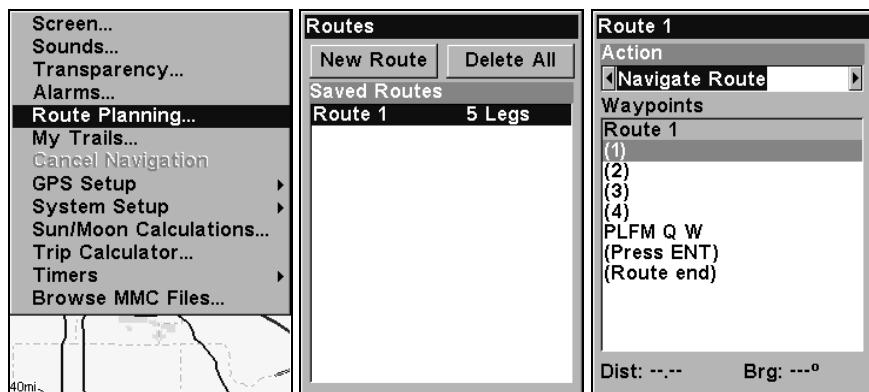 Screen...
Sounds...
Transparency...
Alarms...
Route Planning...
My Trails...
Cancel Navigation
GPS Setup
System Setup
Sun/Moon Calculations...
Trip Calculator...
Timers
Browse MMC Files...
40mi
Routes
New Route Delete All
Saved Routes
Route 1 5 Legs
Route 1
Action
Navigate Route
Waypoints
Route 1
(1)
(2)
(3)
(4)
PLFM Q W
(Press ENT)
(Route end)
Dist: --.-- Brg: ---º